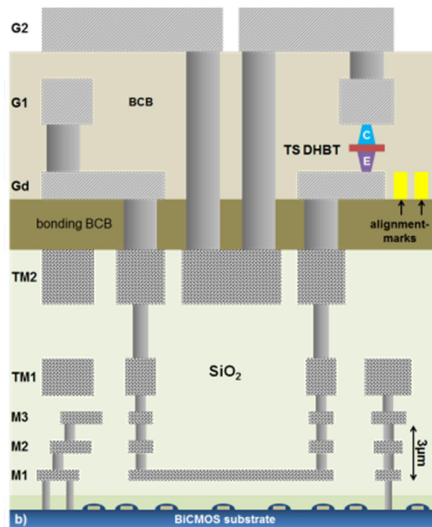 G2
G1
BCB
C
TS DHBT
E
Gd
bonding BCB
alignment-
marks
TM2
SiO₂
TM1
M3
M2
3µm
M1
b)
BiCMOS substrate